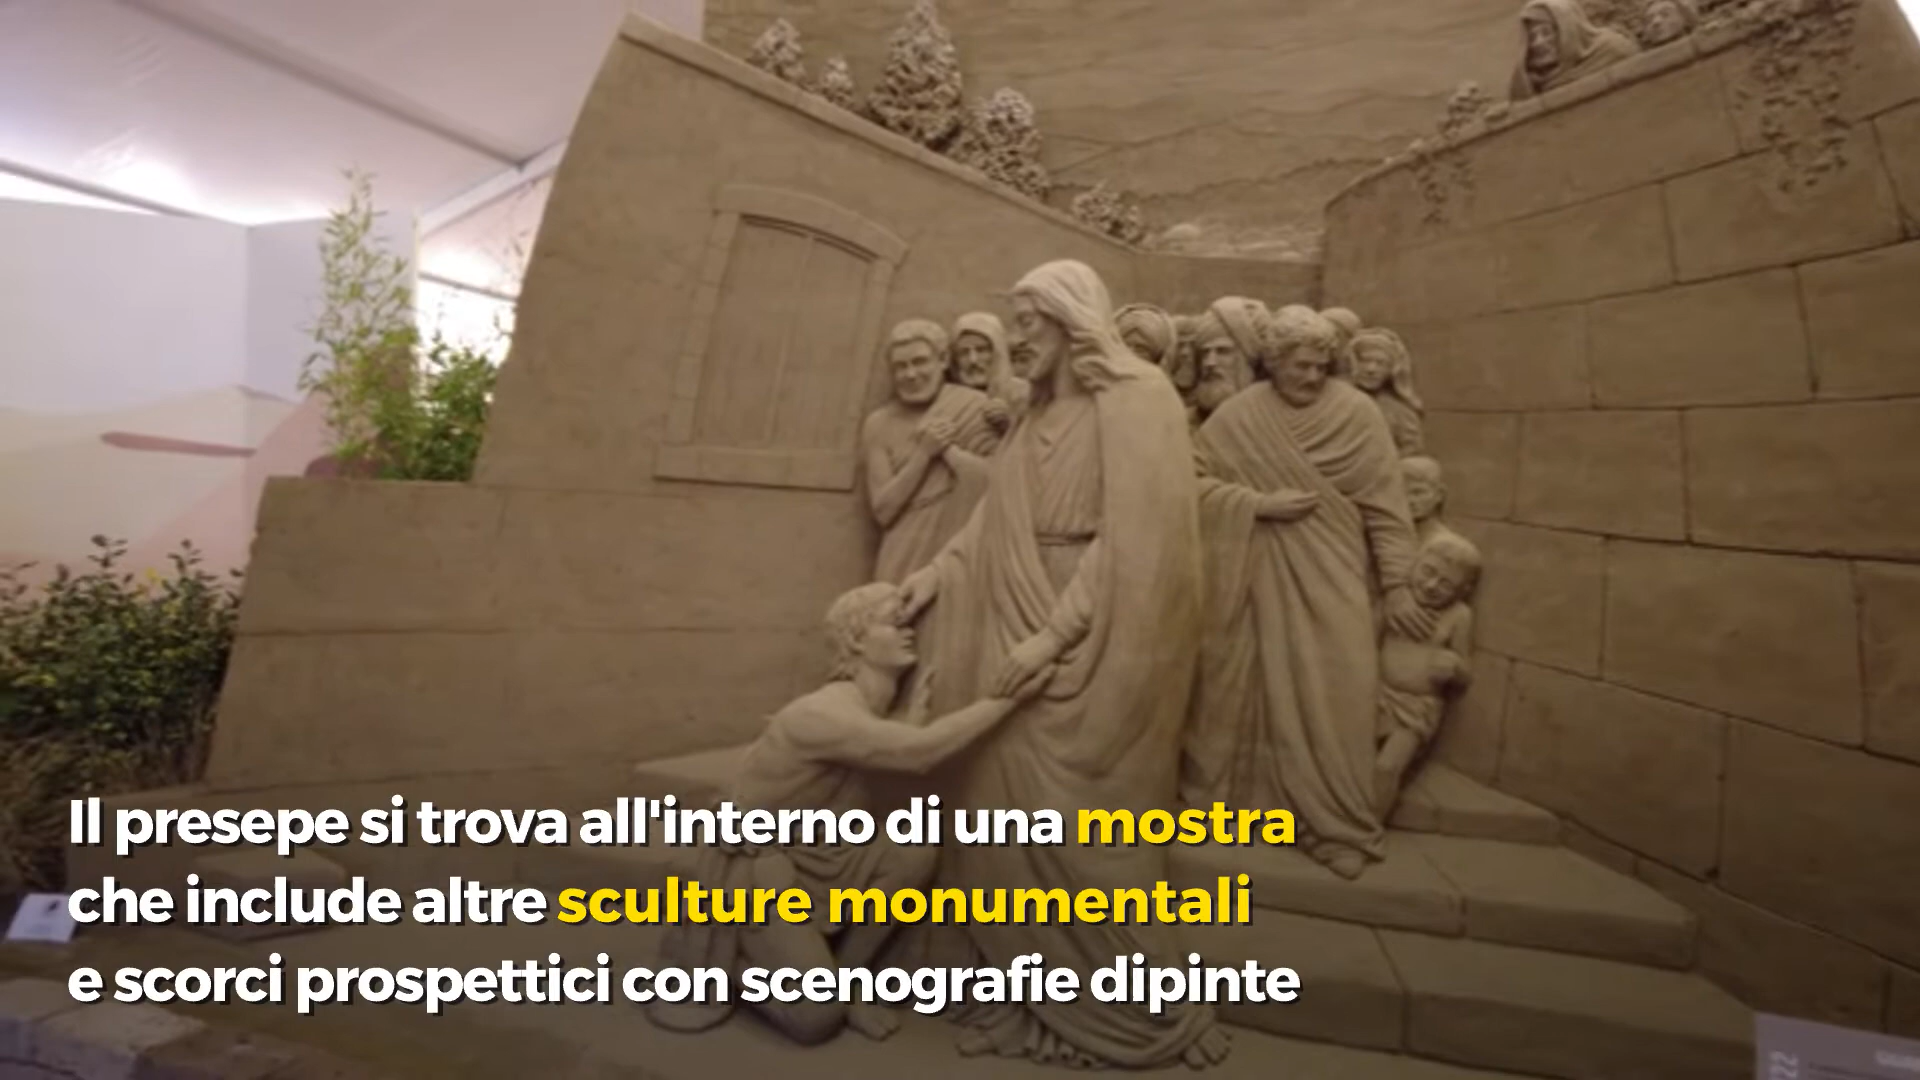 Il presepe si trova all'interno di una mostra
che include altre sculture monumentali
e scorci prospettici con scenografie dipinte
22